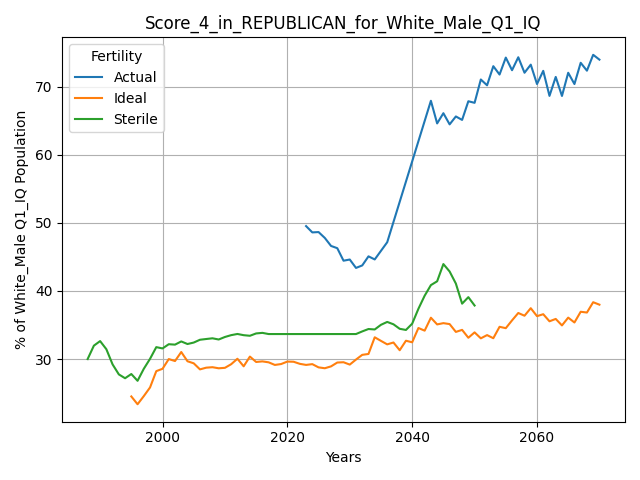 Score_4_in_REPUBLICAN_for_White_Male_Q1_IQ
Fertility
Actual
Ideal
Sterile
% of White_Male Q1_IQ Population
70
60
50
40
30
2000
2020
2040
2060
Years